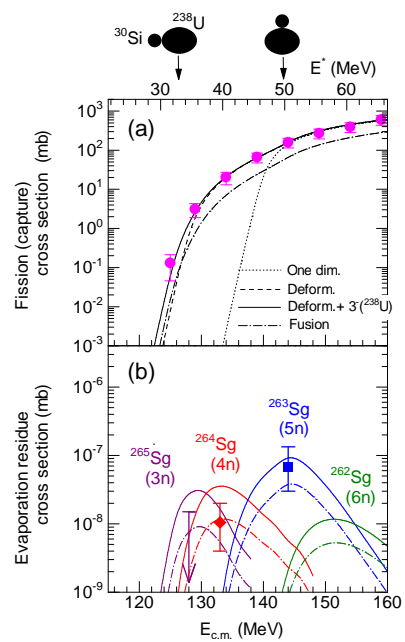 ³⁰Si ²³⁸U
E* (MeV)
30 40 50 60
(a)
Fission (capture)
cross section (mb)
10³
10²
10¹
10⁰
10⁻¹
10⁻²
10⁻³
One dim.
Deform.
Deform.+ 3⁻(²³⁸U)
Fusion
(b)
Evaporation residue
cross section (mb)
10⁻⁶
10⁻⁷
10⁻⁸
10⁻⁹
²⁶³Sg
(5n)
²⁶⁴Sg
(4n)
²⁶⁵Sg
(3n)
²⁶²Sg
(6n)
120 130 140 150 160
E_c.m. (MeV)